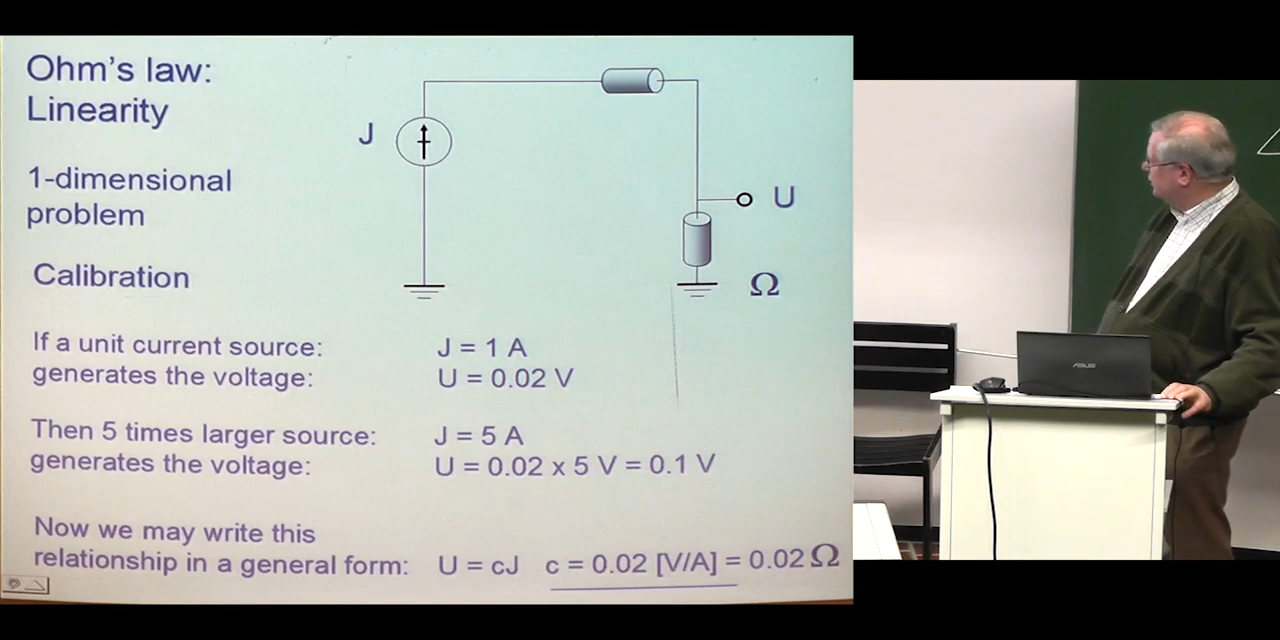 Ohm's law:
Linearity
J
1-dimensional
problem
U
Calibration
Ω
If a unit current source: J = 1 A
generates the voltage: U = 0.02 V
Then 5 times larger source: J = 5 A
generates the voltage: U = 0.02 x 5 V = 0.1 V
Now we may write this
relationship in a general form: U = cJ c = 0.02 [V/A] = 0.02 Ω
ASUS